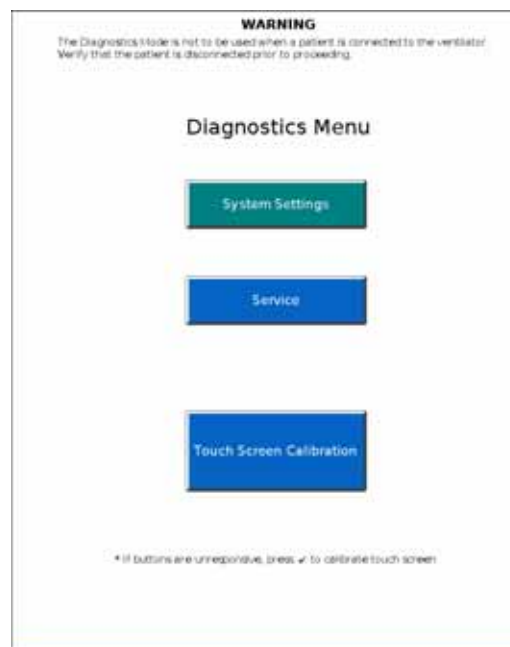 WARNING
The Diagnostics Mode is not to be used when a patient is connected to the ventilator.
Verify that the patient is disconnected prior to proceeding.
Diagnostics Menu
System Settings
Service
Touch Screen Calibration
* If buttons are unresponsive, press ✔ to calibrate touch screen